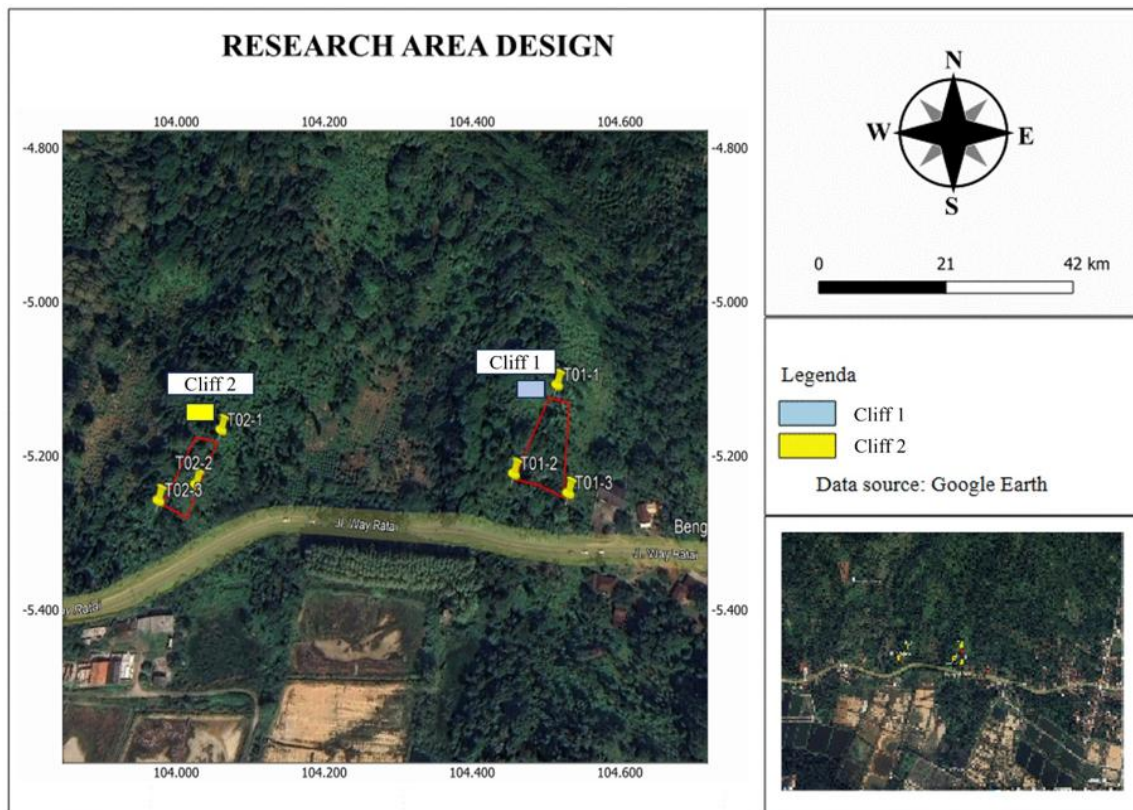 RESEARCH AREA DESIGN
104.000 104.200 104.400 104.600
-4.800 -4.800
-5.000 -5.000
Cliff 1
T01-1
Cliff 2
T02-1
T02-2
T01-2
T02-3
T01-3
-5.200 -5.200
Beng
Jl. Way Ratai
Jl. Way Ratai
ay Ratai
-5.400 -5.400
104.000 104.200 104.400 104.600
N
W E
S
0 21 42 km
Legenda
Cliff 1
Cliff 2
Data source: Google Earth